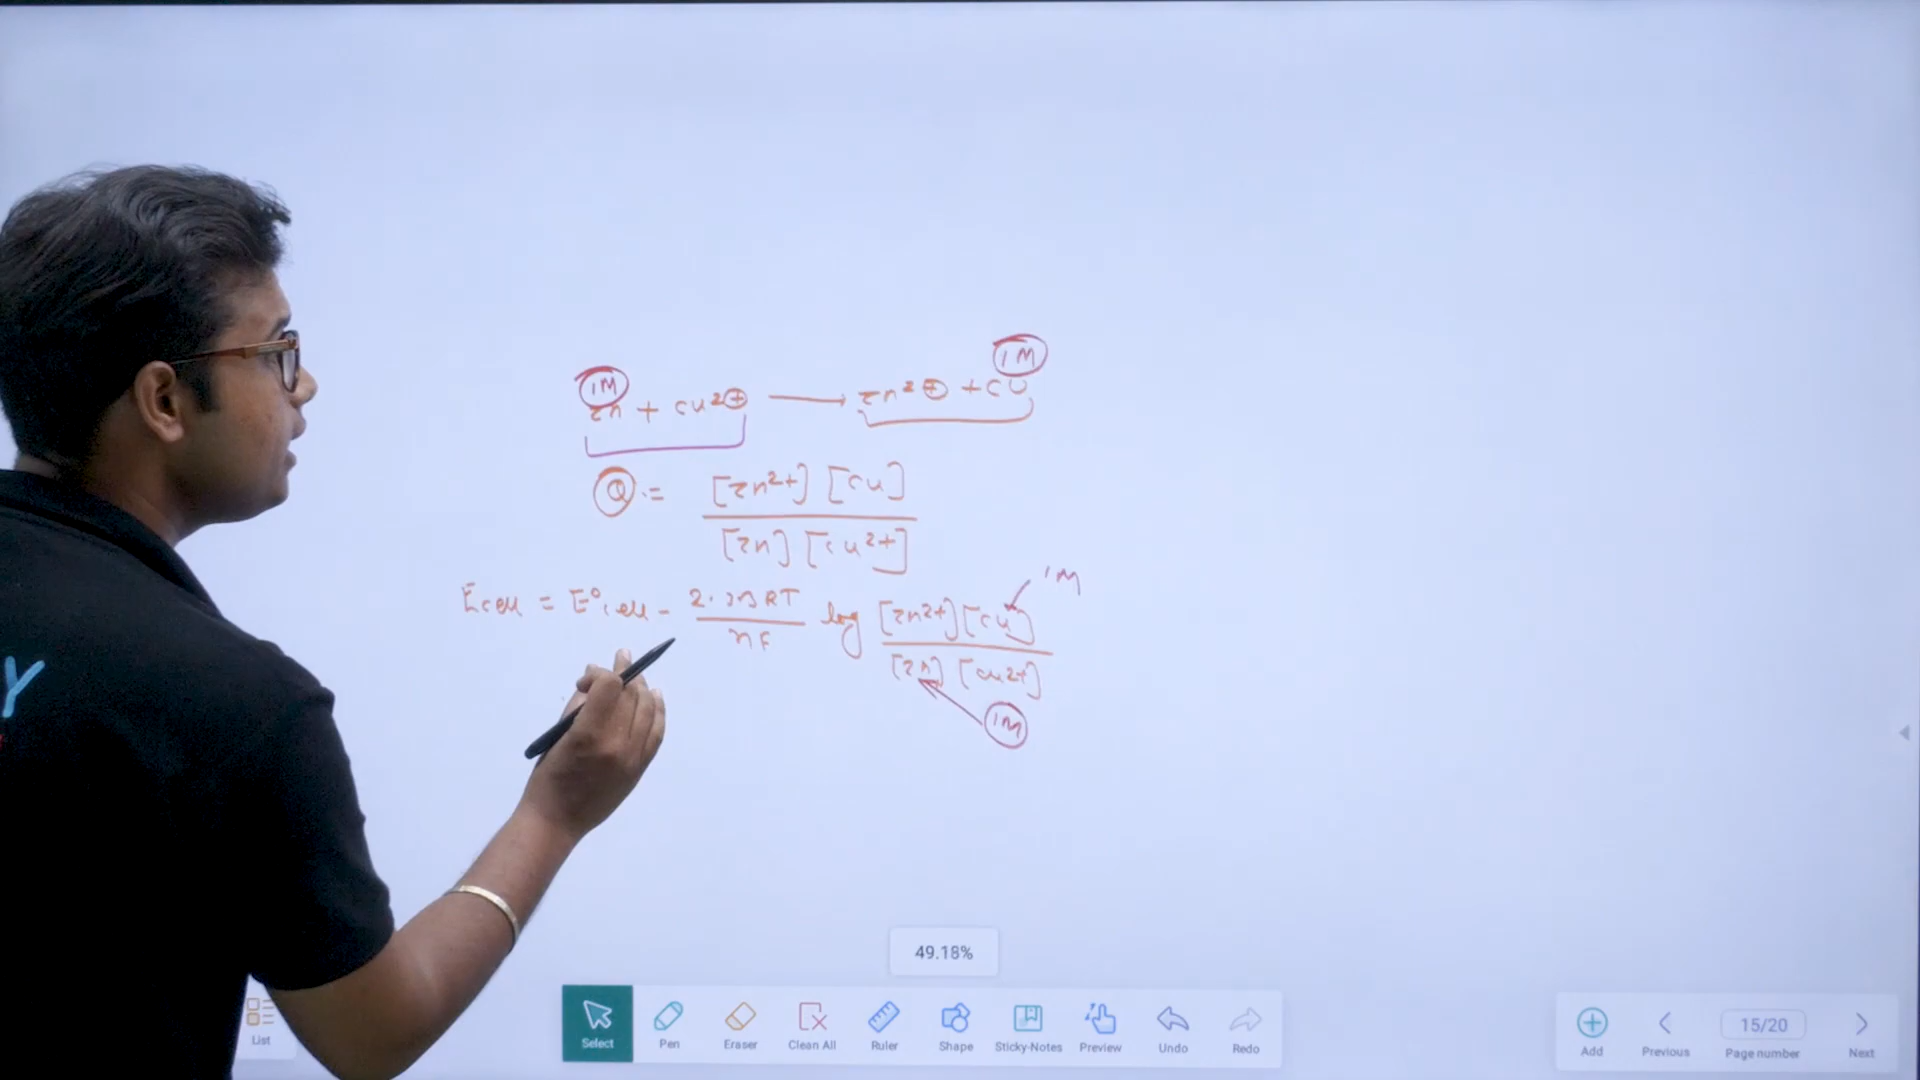 1M
1M
Zn + Cu²⊕ ⟶ Zn²⊕ + Cu
Q = [Zn²⁺] [Cu] / [Zn] [Cu²⁺]
Ecell = E°cell - 2.303RT / nF log [Zn²⁺][Cu] / [Zn] [Cu²⁺]
1M
1M
Y
49.18%
List
Select
Pen
Eraser
Clean All
Ruler
Shape
Sticky-Notes
Preview
Undo
Redo
Add
Previous
15/20
Page number
Next